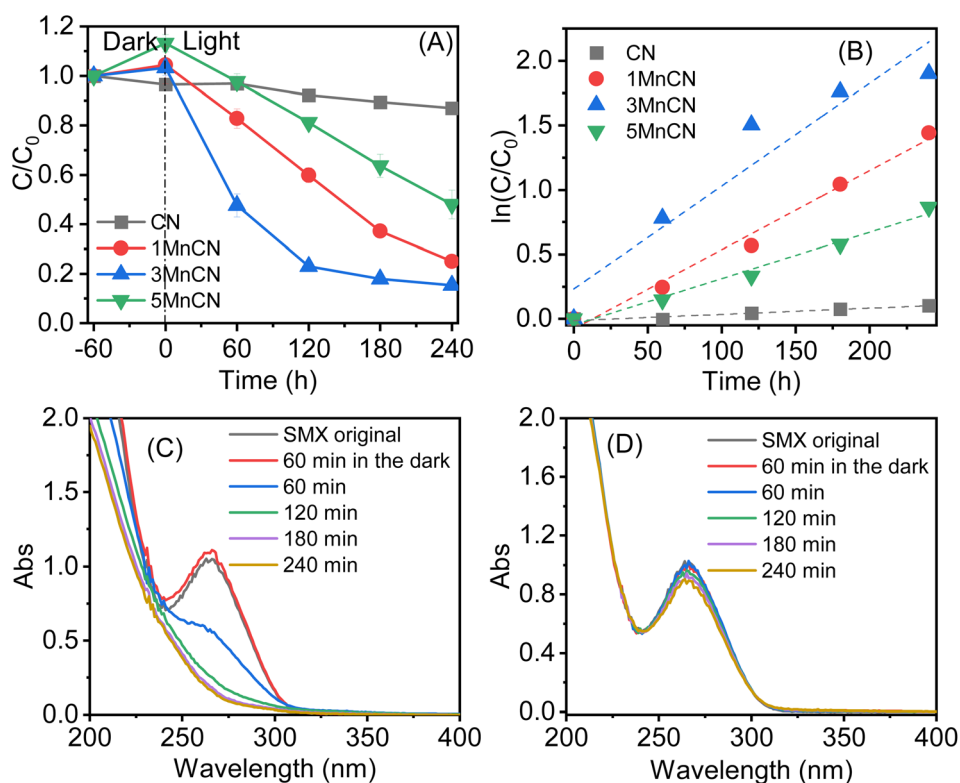 (A)
Dark
Light
C/C₀
1.2
1.0
0.8
0.6
0.4
0.2
0.0
CN
1MnCN
3MnCN
5MnCN
-60 0 60 120 180 240
Time (h)
(B)
ln(C/C₀)
2.0
1.5
1.0
0.5
0.0
CN
1MnCN
3MnCN
5MnCN
0 50 100 150 200
Time (h)
(C)
Abs
2.0
1.5
1.0
0.5
0.0
SMX original
60 min in the dark
60 min
120 min
180 min
240 min
200 250 300 350 400
Wavelength (nm)
(D)
Abs
2.0
1.6
1.2
0.8
0.4
0.0
SMX original
60 min in the dark
60 min
120 min
180 min
240 min
200 250 300 350 400
Wavelength (nm)